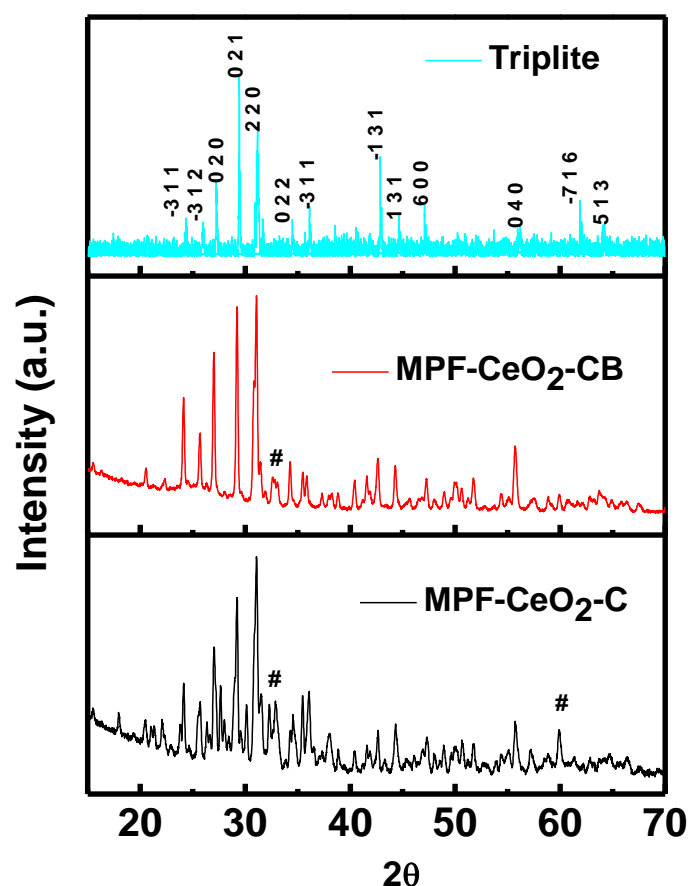 Triplite
-3 1 1
-3 1 2
0 2 0
0 2 1
2 2 0
0 2 2
-3 1 1
-1 3 1
1 3 1
6 0 0
0 4 0
-7 1 6
5 1 3
MPF-CeO₂-CB
#
MPF-CeO₂-C
#
#
Intensity (a.u.)
20 30 40 50 60 70
2θ